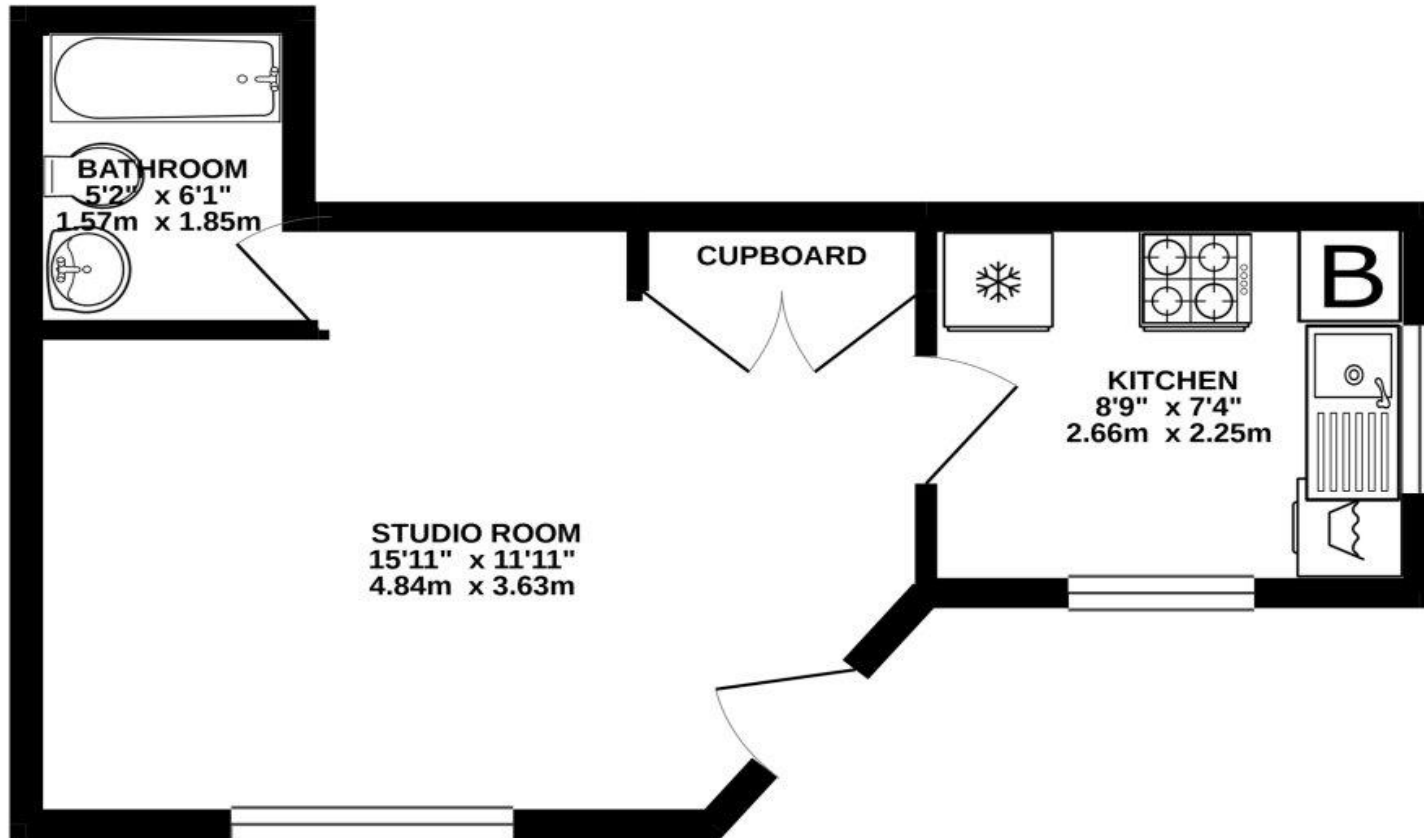 BATHROOM
5'2" x 6'1"
1.57m x 1.85m
CUPBOARD
B
KITCHEN
8'9" x 7'4"
2.66m x 2.25m
STUDIO ROOM
15'11" x 11'11"
4.84m x 3.63m